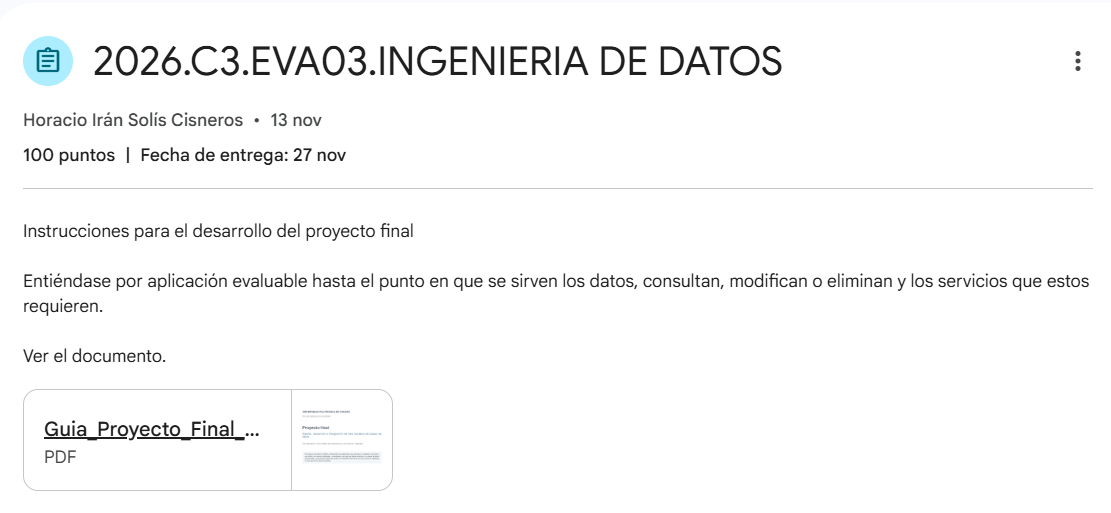 2026.C3.EVA03.INGENIERIA DE DATOS
Horacio Irán Solís Cisneros • 13 nov
100 puntos | Fecha de entrega: 27 nov
Instrucciones para el desarrollo del proyecto final
Entiéndase por aplicación evaluable hasta el punto en que se sirven los datos, consultan, modifican o eliminan y los servicios que estos
requieren.
Ver el documento.
Guia_Proyecto_Final_...
PDF
Proyecto final